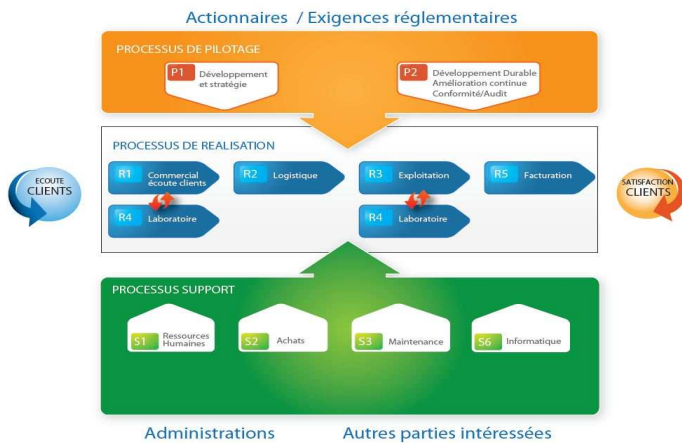 Actionnaires / Exigences réglementaires
PROCESSUS DE PILOTAGE
P1
Développement
et stratégie
P2
Développement Durable
Amélioration continue
Conformité/Audit
PROCESSUS DE REALISATION
R1
Commercial
écoute clients
R2
Logistique
R3
Exploitation
R5
Facturation
R4
Laboratoire
R4
Laboratoire
ECOUTE
CLIENTS
SATISFACTION
CLIENTS
PROCESSUS SUPPORT
S1
Ressources
Humaines
S2
Achats
S3
Maintenance
S6
Informatique
Administrations
Autres parties intéressées